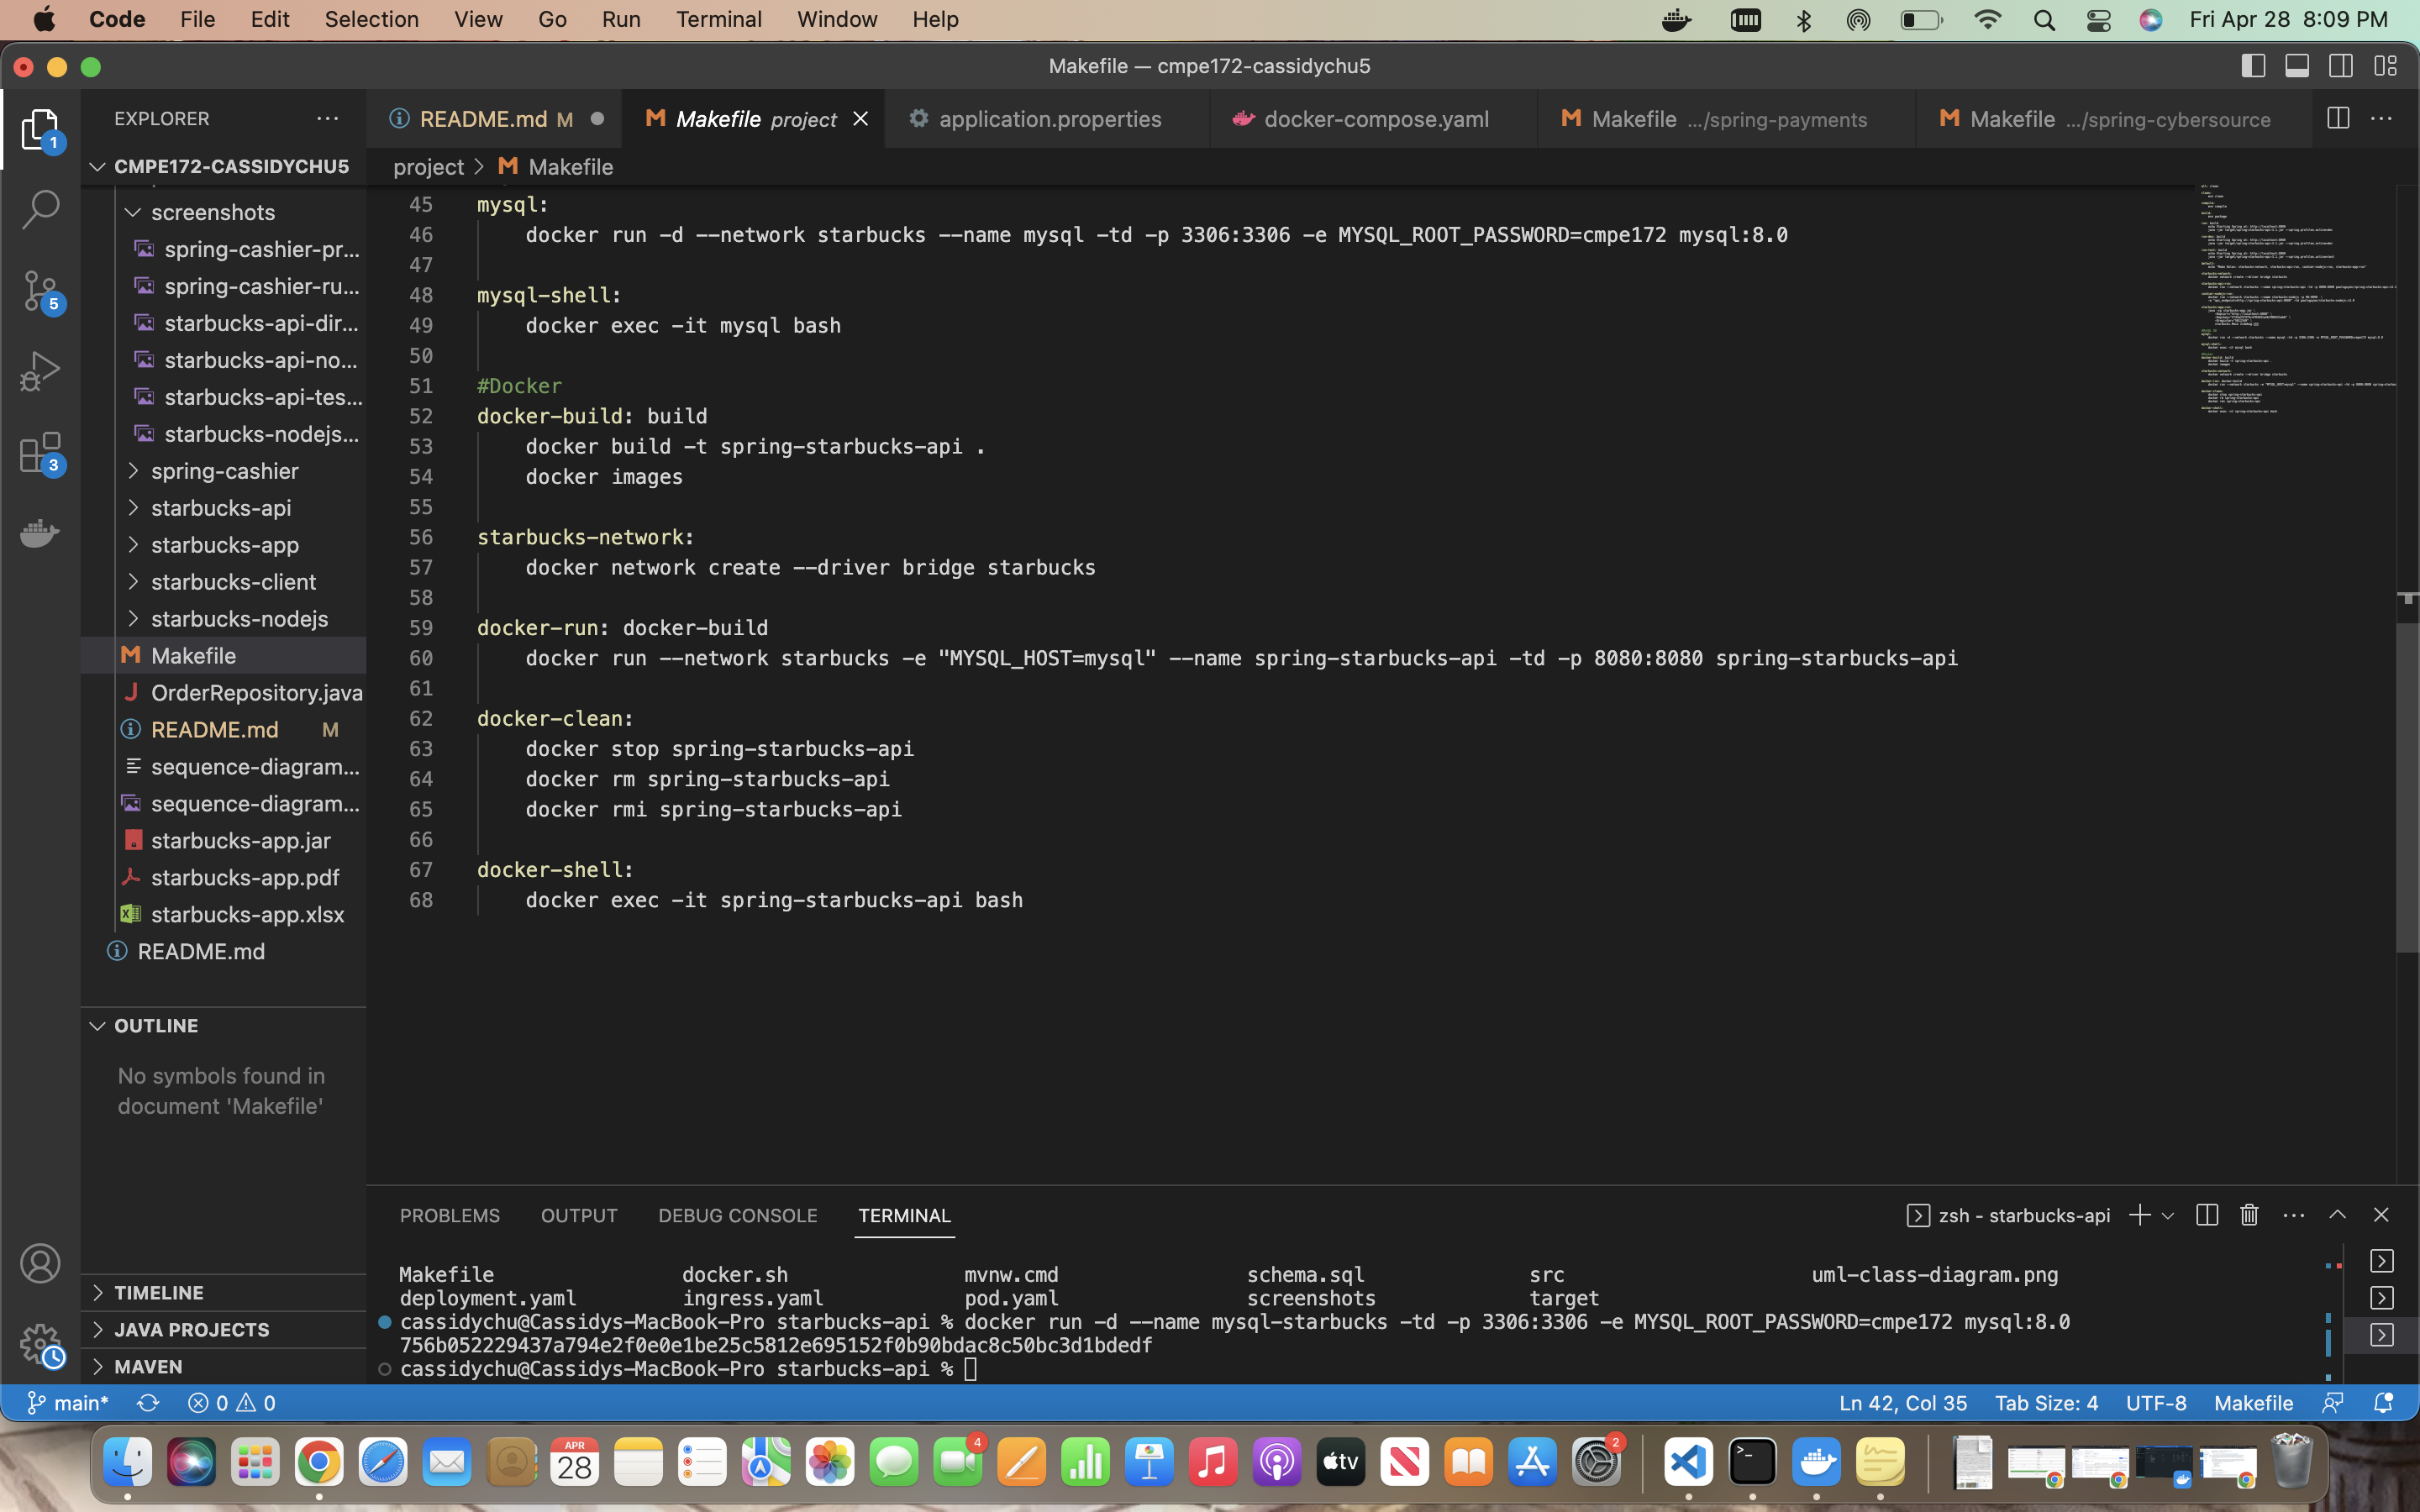 Code File Edit Selection View Go Run Terminal Window Help Fri Apr 28 8:09 PM
Makefile — cmpe172-cassidychu5
EXPLORER
README.md M
Makefile project
application.properties
docker-compose.yaml
Makefile .../spring-payments
Makefile .../spring-cybersource
CMPE172-CASSIDYCHU5
project > Makefile
1
5
3
screenshots
spring-cashier-pr...
spring-cashier-ru...
starbucks-api-dir...
starbucks-api-no...
starbucks-api-tes...
starbucks-nodejs...
spring-cashier
starbucks-api
starbucks-app
starbucks-client
starbucks-nodejs
Makefile
OrderRepository.java
README.md M
sequence-diagram...
sequence-diagram...
starbucks-app.jar
starbucks-app.pdf
starbucks-app.xlsx
README.md
OUTLINE
No symbols found in
document 'Makefile'
TIMELINE
JAVA PROJECTS
MAVEN
45 mysql:
46 docker run -d --network starbucks --name mysql -td -p 3306:3306 -e MYSQL_ROOT_PASSWORD=cmpe172 mysql:8.0
47
48 mysql-shell:
49 docker exec -it mysql bash
50
51 #Docker
52 docker-build: build
53 docker build -t spring-starbucks-api .
54 docker images
55
56 starbucks-network:
57 docker network create --driver bridge starbucks
58
59 docker-run: docker-build
60 docker run --network starbucks -e "MYSQL_HOST=mysql" --name spring-starbucks-api -td -p 8080:8080 spring-starbucks-api
61
62 docker-clean:
63 docker stop spring-starbucks-api
64 docker rm spring-starbucks-api
65 docker rmi spring-starbucks-api
66
67 docker-shell:
68 docker exec -it spring-starbucks-api bash
PROBLEMS OUTPUT DEBUG CONSOLE TERMINAL zsh - starbucks-api
Makefile docker.sh mvnw.cmd schema.sql src uml-class-diagram.png
deployment.yaml ingress.yaml pod.yaml screenshots target
cassidychu@Cassidys-MacBook-Pro starbucks-api % docker run -d --name mysql-starbucks -td -p 3306:3306 -e MYSQL_ROOT_PASSWORD=cmpe172 mysql:8.0
756b052229437a794e2f0e0e1be25c5812e695152f0b90bdac8c50bc3d1bdedf
cassidychu@Cassidys-MacBook-Pro starbucks-api %
main* 0 0 Ln 42, Col 35 Tab Size: 4 UTF-8 Makefile
APR
28
4
tv
2